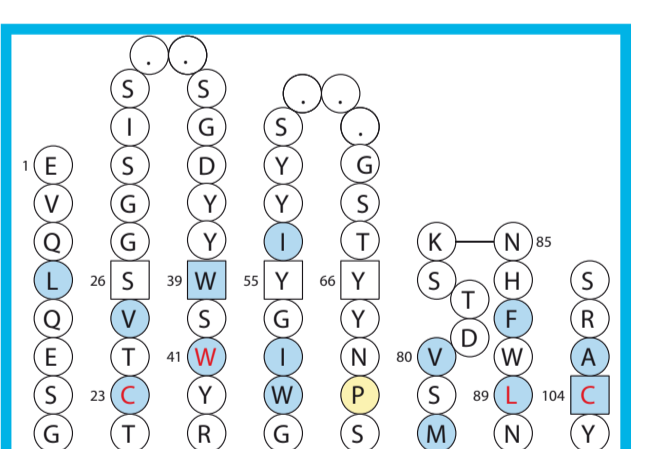 . .
S S
I G . .
S D S .
1 E G Y Y G
V G Y Y S
Q 26 S 39 W I T K N 85
L V S 55 Y 66 Y S H S
Q T 41 W G Y T F R
E 23 C Y I N 80 V D W A
S T R W P S 89 L 104 C
G G S M N Y